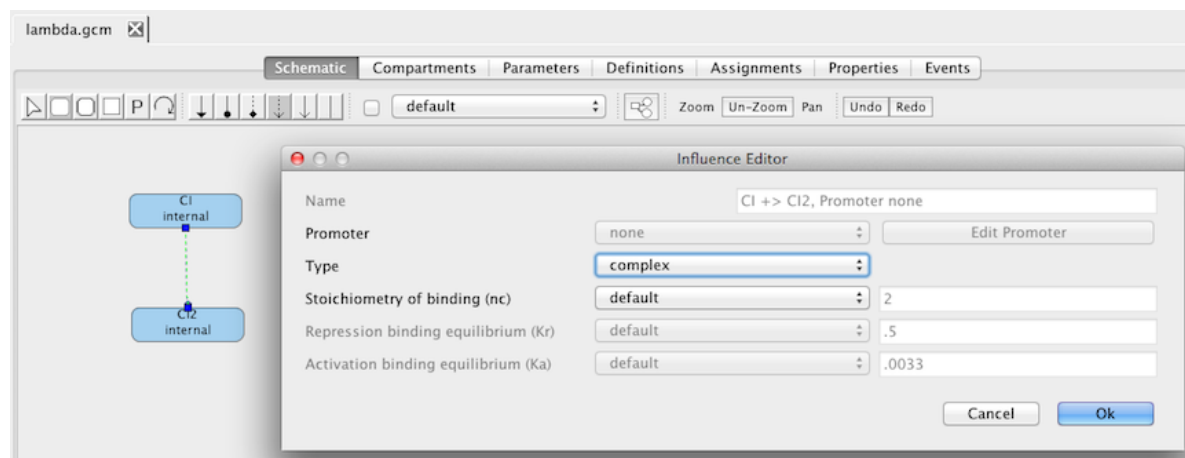 lambda.gcm
Schematic Compartments Parameters Definitions Assignments Properties Events
P default Zoom Un-Zoom Pan Undo Redo
Influence Editor
CI
internal
CI2
internal
Name CI +> CI2, Promoter none
Promoter none Edit Promoter
Type complex
Stoichiometry of binding (nc) default 2
Repression binding equilibrium (Kr) default .5
Activation binding equilibrium (Ka) default .0033
Cancel Ok